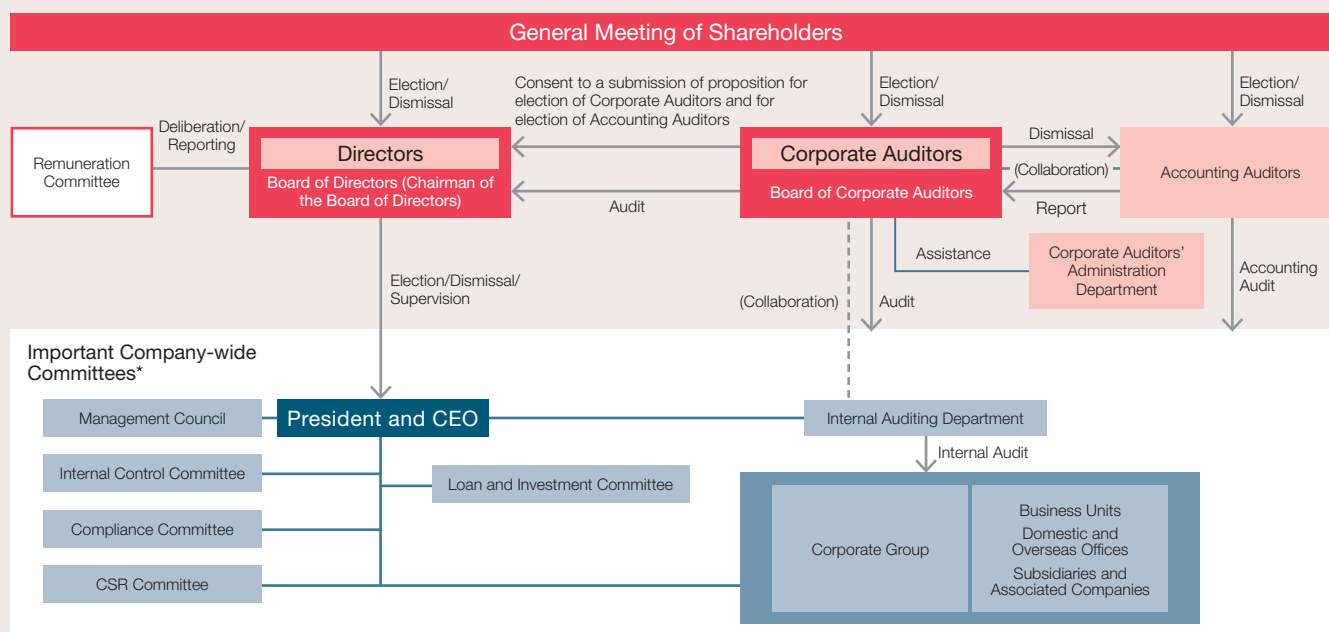 General Meeting of Shareholders
Election/
Dismissal
Consent to a submission of proposition for
election of Corporate Auditors and for
election of Accounting Auditors
Election/
Dismissal
Election/
Dismissal
Remuneration
Committee
Deliberation/
Reporting
Directors
Board of Directors (Chairman of
the Board of Directors)
Audit
Corporate Auditors
Board of Corporate Auditors
Dismissal
(Collaboration)
Report
Accounting Auditors
Election/Dismissal/
Supervision
(Collaboration)
Audit
Assistance
Corporate Auditors’
Administration
Department
Accounting
Audit
Important Company-wide
Committees*
Management Council
President and CEO
Internal Auditing Department
Internal Audit
Internal Control Committee
Loan and Investment Committee
Compliance Committee
CSR Committee
Corporate Group
Business Units
Domestic and
Overseas Offices
Subsidiaries and
Associated Companies